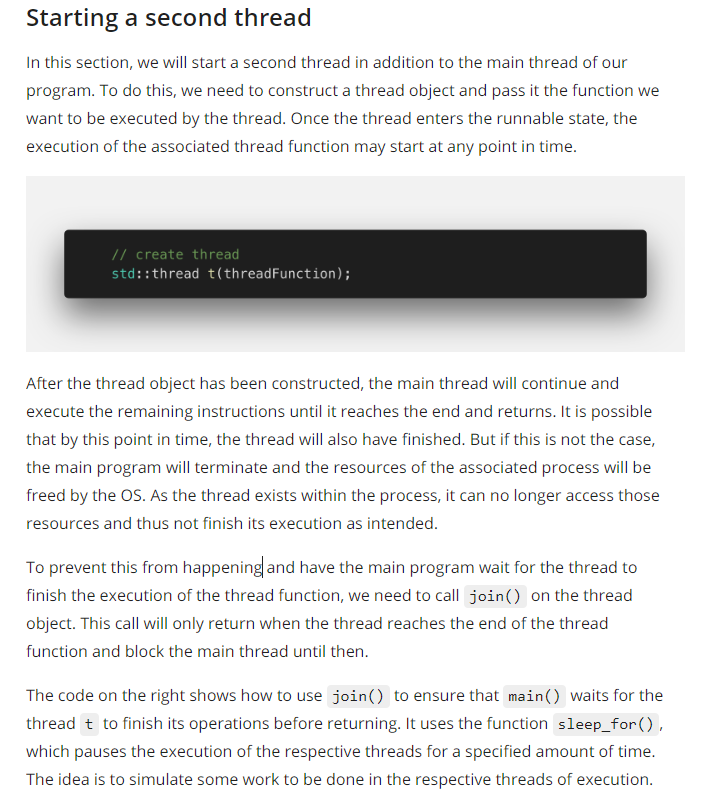 Starting a second thread
In this section, we will start a second thread in addition to the main thread of our
program. To do this, we need to construct a thread object and pass it the function we
want to be executed by the thread. Once the thread enters the runnable state, the
execution of the associated thread function may start at any point in time.
// create thread
std::thread t(threadFunction);
After the thread object has been constructed, the main thread will continue and
execute the remaining instructions until it reaches the end and returns. It is possible
that by this point in time, the thread will also have finished. But if this is not the case,
the main program will terminate and the resources of the associated process will be
freed by the OS. As the thread exists within the process, it can no longer access those
resources and thus not finish its execution as intended.
To prevent this from happening and have the main program wait for the thread to
finish the execution of the thread function, we need to call join() on the thread
object. This call will only return when the thread reaches the end of the thread
function and block the main thread until then.
The code on the right shows how to use join() to ensure that main() waits for the
thread t to finish its operations before returning. It uses the function sleep_for() ,
which pauses the execution of the respective threads for a specified amount of time.
The idea is to simulate some work to be done in the respective threads of execution.